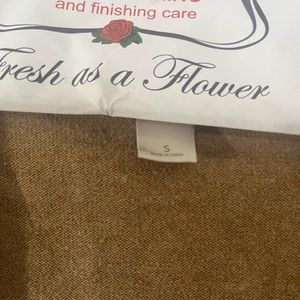 and finishing care
Fresh as a Flower
S
MADE IN CHINA